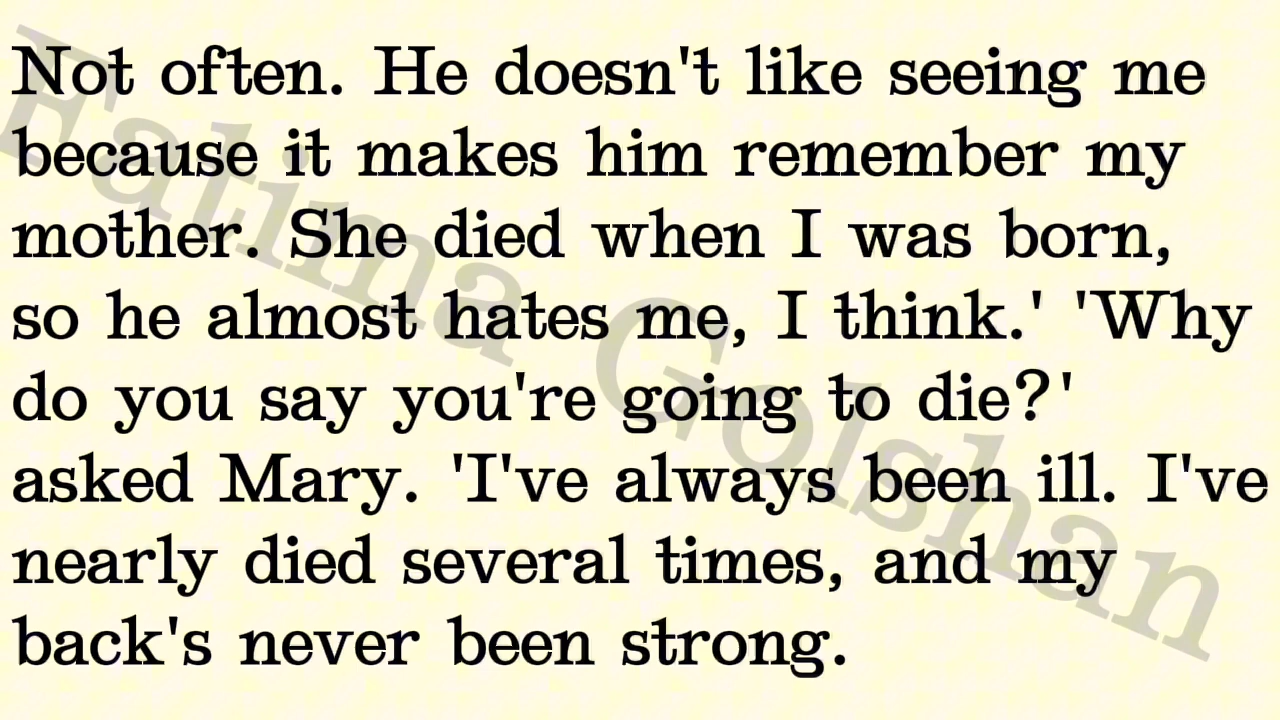 Not often. He doesn't like seeing me
because it makes him remember my
mother. She died when I was born,
so he almost hates me, I think.' 'Why
do you say you're going to die?'
asked Mary. 'I've always been ill. I've
nearly died several times, and my
back's never been strong.
Fatima Golshan